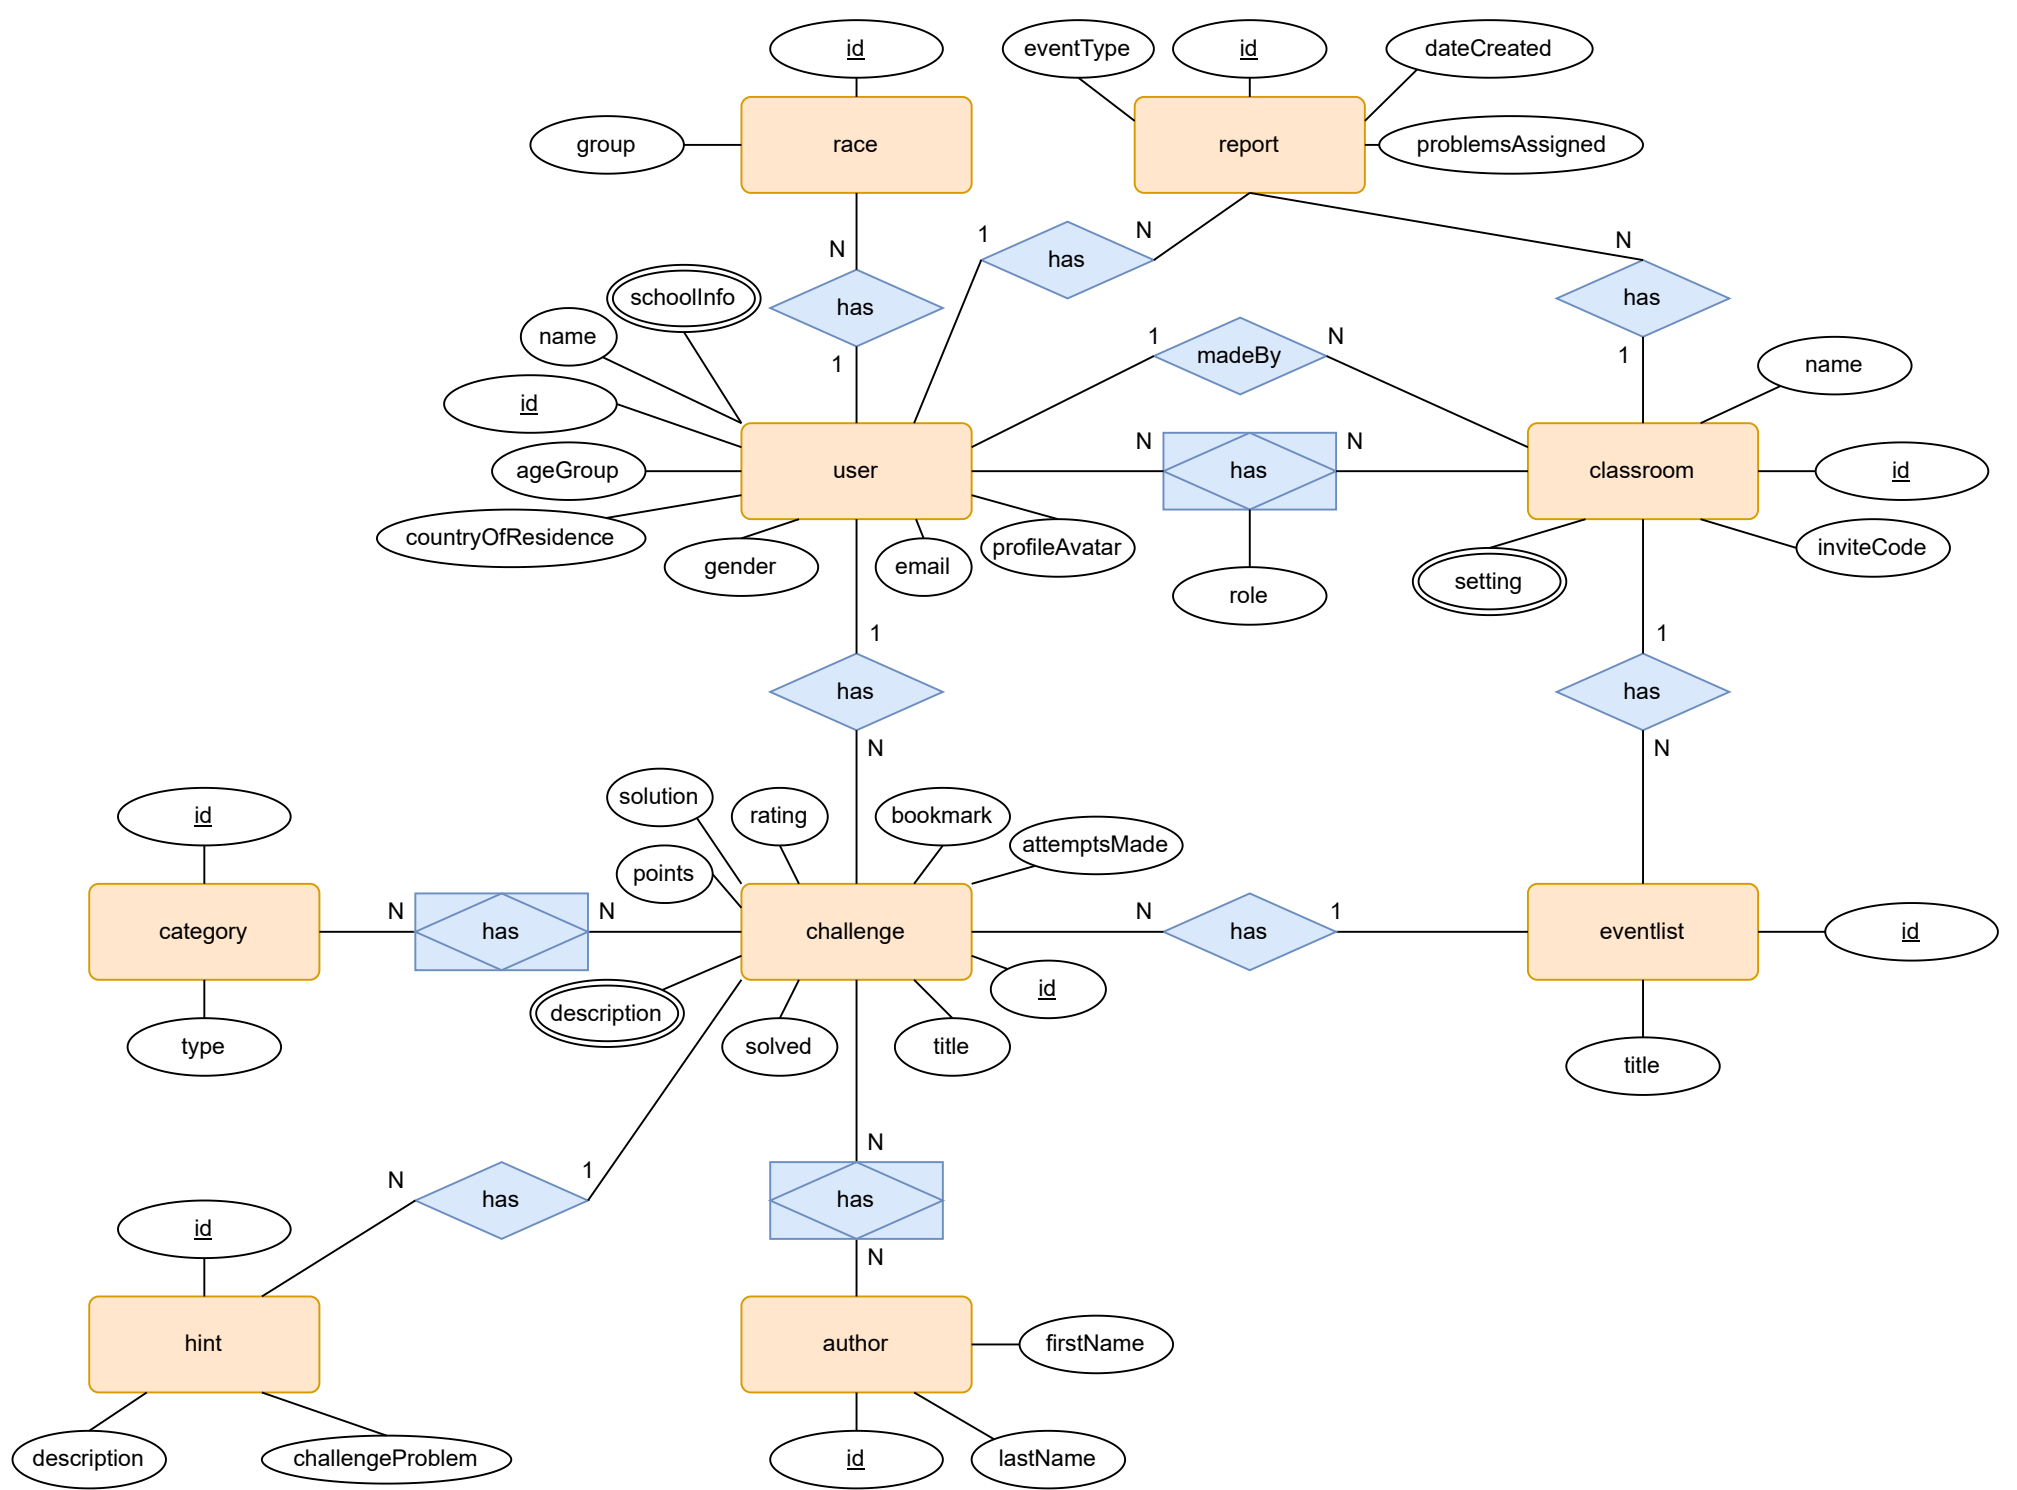 id
eventType
id
dateCreated
group
race
report
problemsAssigned
N
1
has
N
N
schoolInfo
has
has
name
1
1
madeBy
N
1
name
id
ageGroup
user
N
has
N
classroom
id
countryOfResidence
gender
email
profileAvatar
role
setting
inviteCode
1
1
has
has
N
N
solution
rating
bookmark
attemptsMade
id
points
category
N
has
N
challenge
N
has
1
eventlist
id
description
id
type
solved
title
title
N
N
has
1
has
id
N
hint
author
firstName
description
challengeProblem
id
lastName